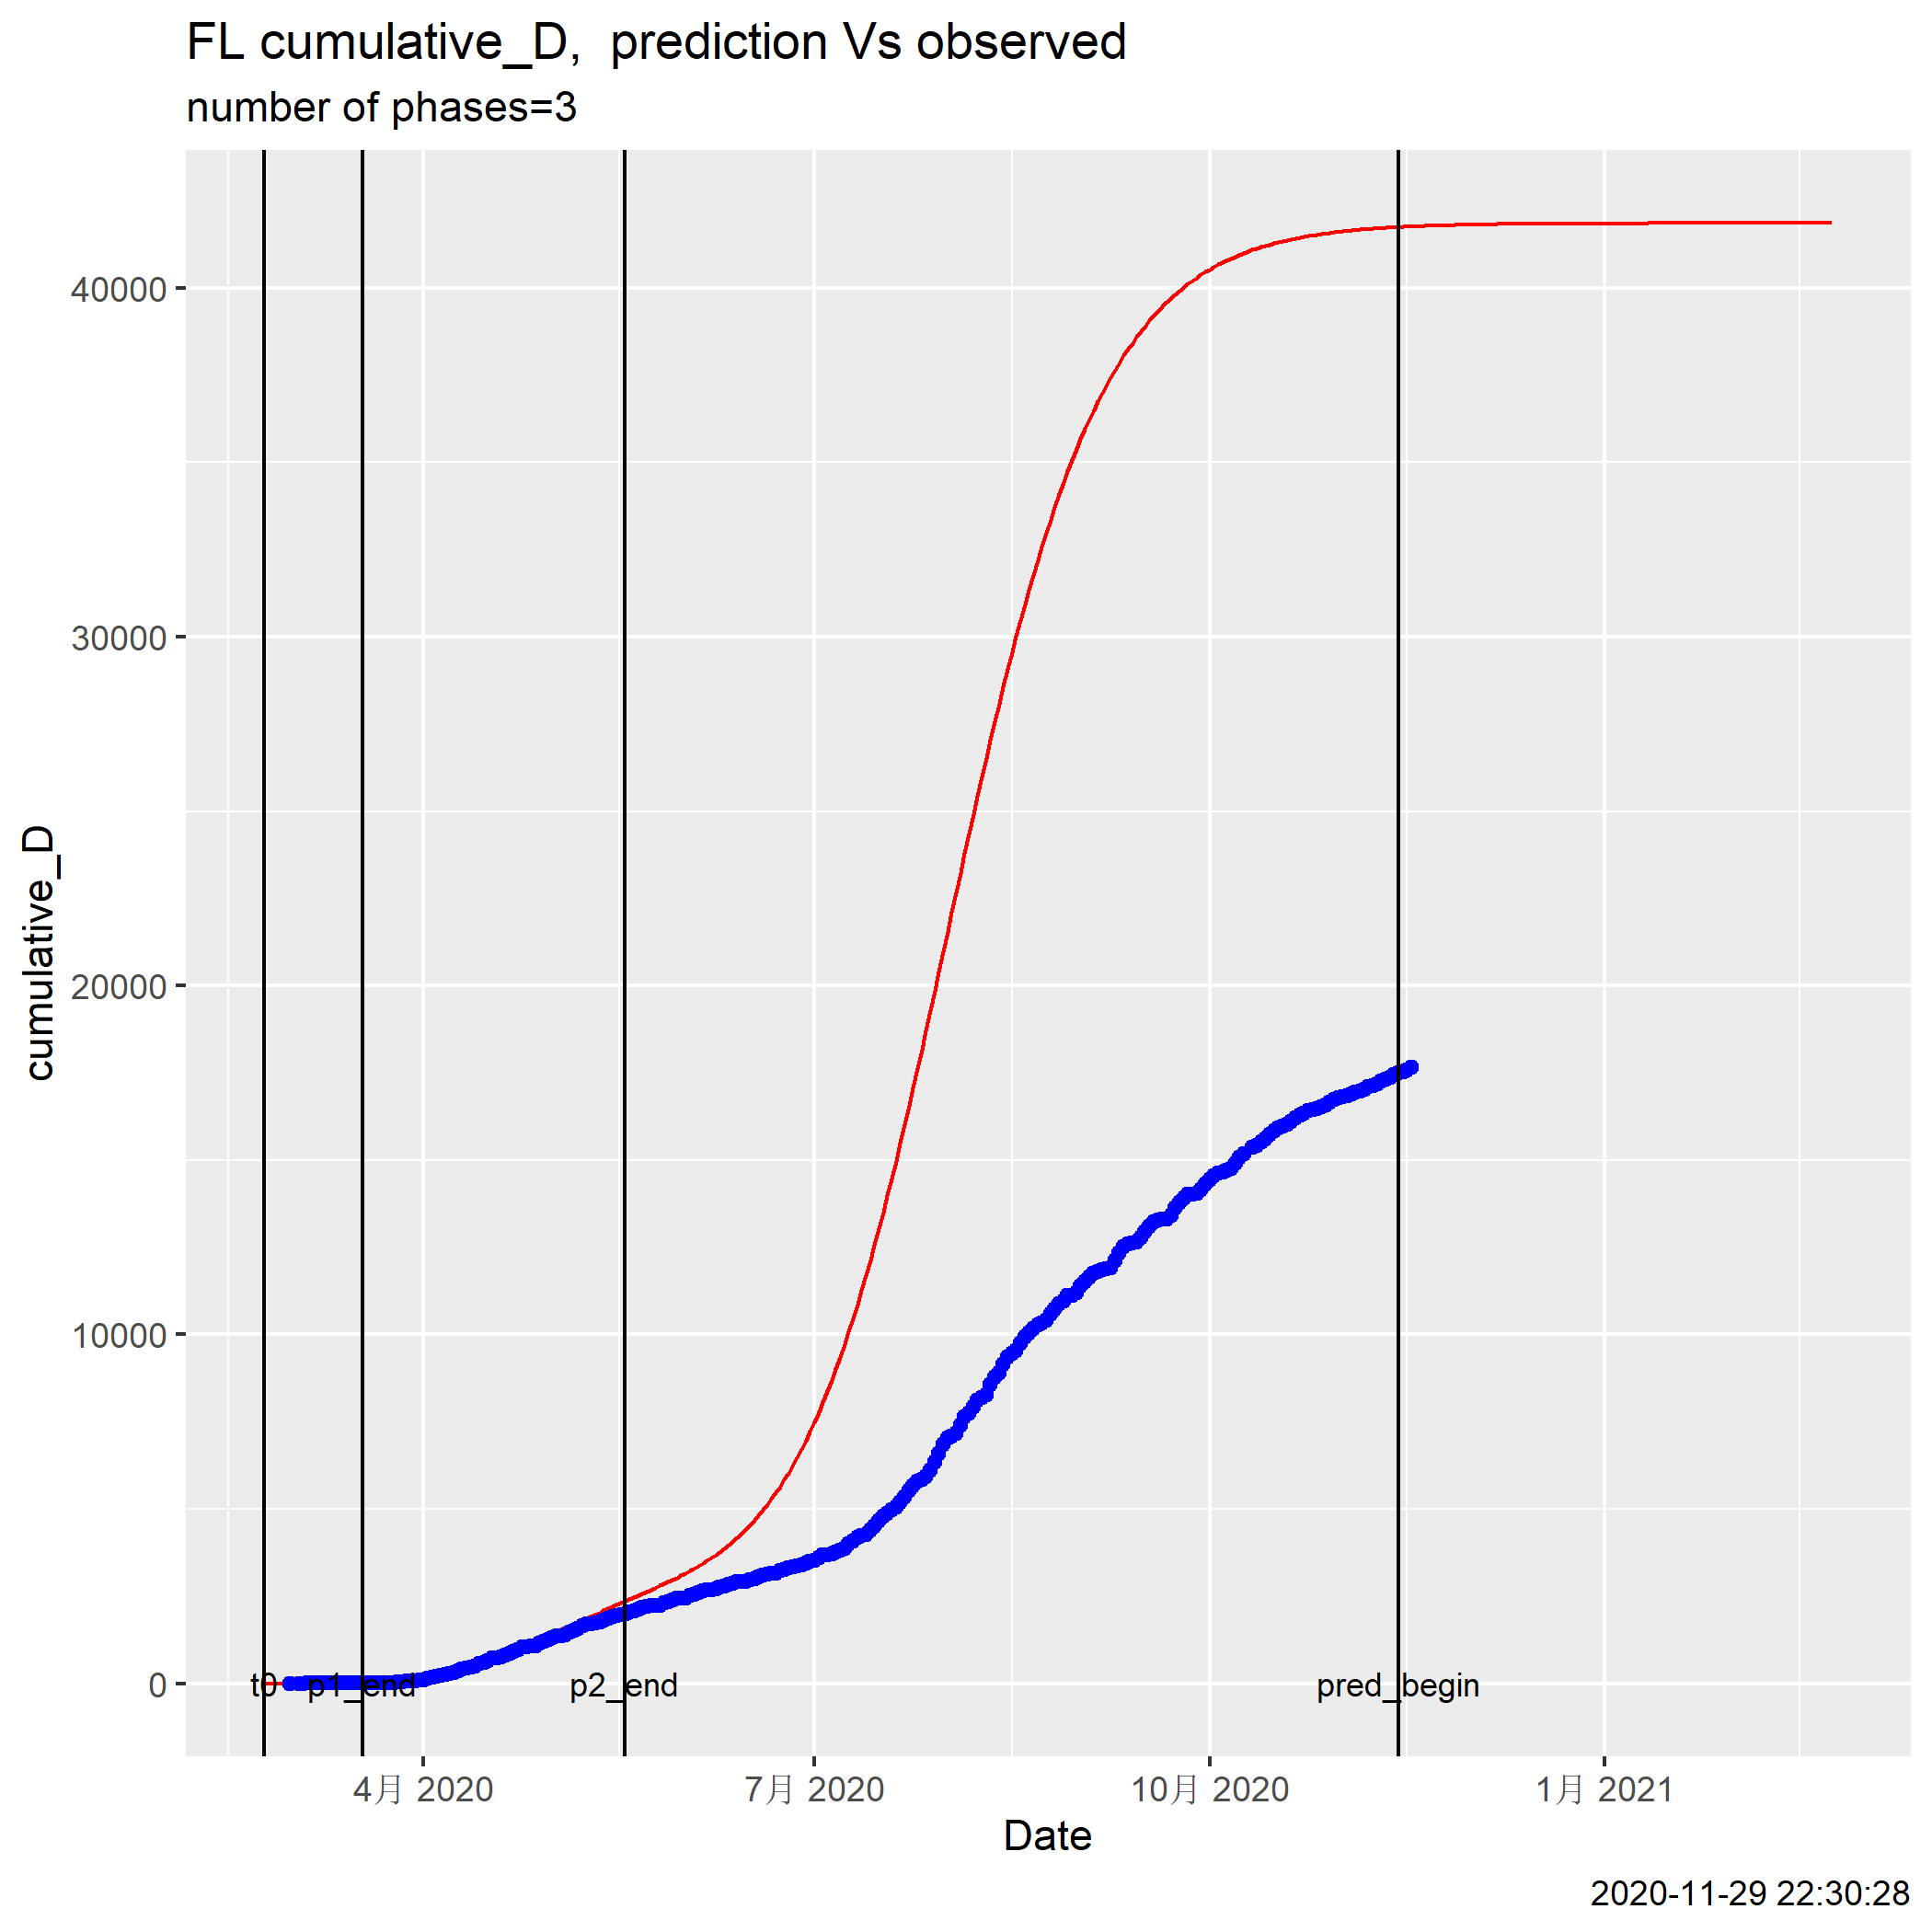 FL cumulative_D,  prediction Vs observed
number of phases=3
cumulative_D
40000
30000
20000
10000
0
t0
p1_end
p2_end
pred_begin
4月 2020
7月 2020
10月 2020
1月 2021
Date
2020-11-29 22:30:28